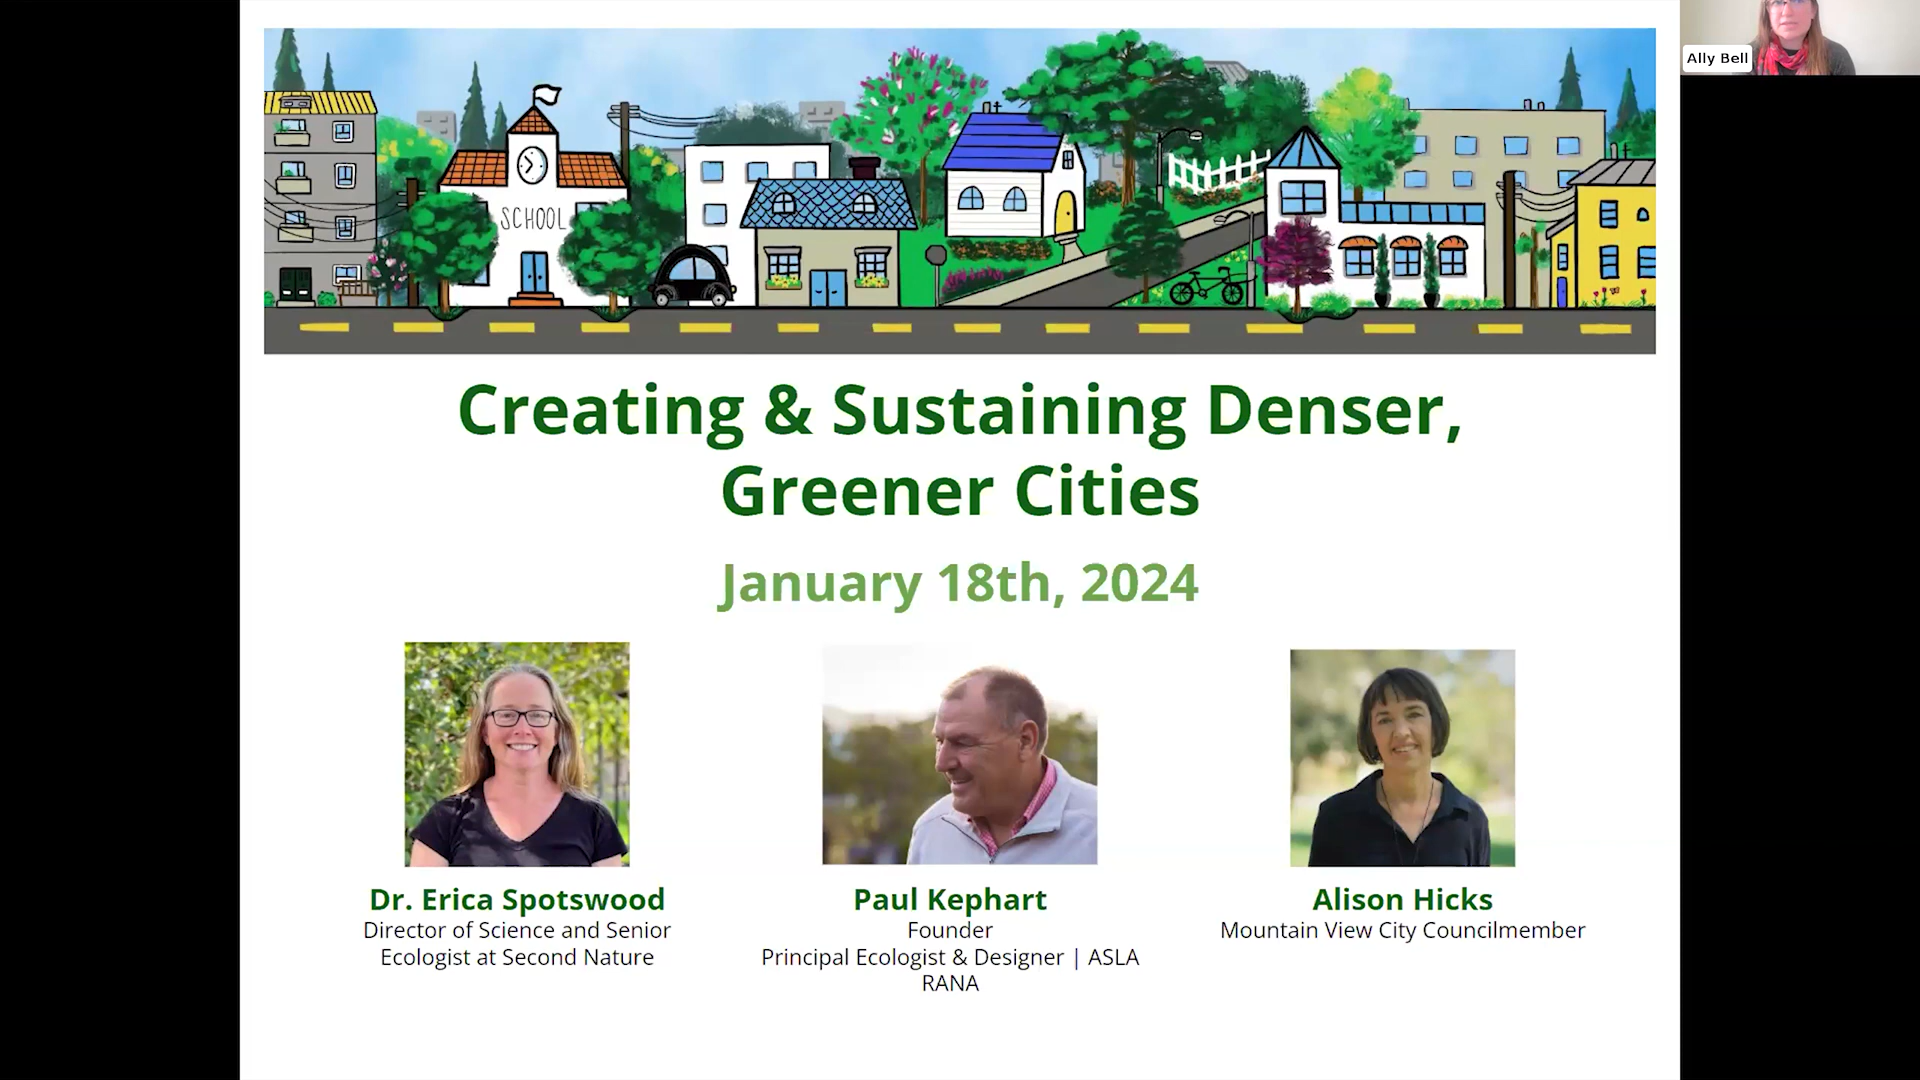 Ally Bell
SCHOOL
Creating & Sustaining Denser,
Greener Cities
January 18th, 2024
Dr. Erica Spotswood
Director of Science and Senior
Ecologist at Second Nature
Paul Kephart
Founder
Principal Ecologist & Designer | ASLA
RANA
Alison Hicks
Mountain View City Councilmember